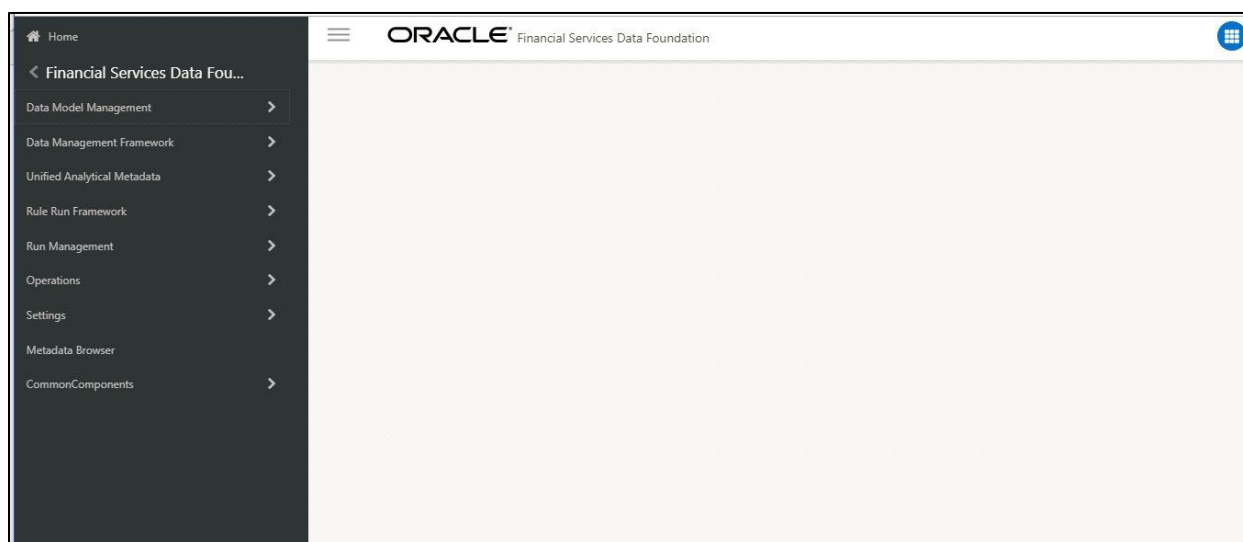 Home
ORACLE® Financial Services Data Foundation
Financial Services Data Fou...
Data Model Management
Data Management Framework
Unified Analytical Metadata
Rule Run Framework
Run Management
Operations
Settings
Metadata Browser
CommonComponents